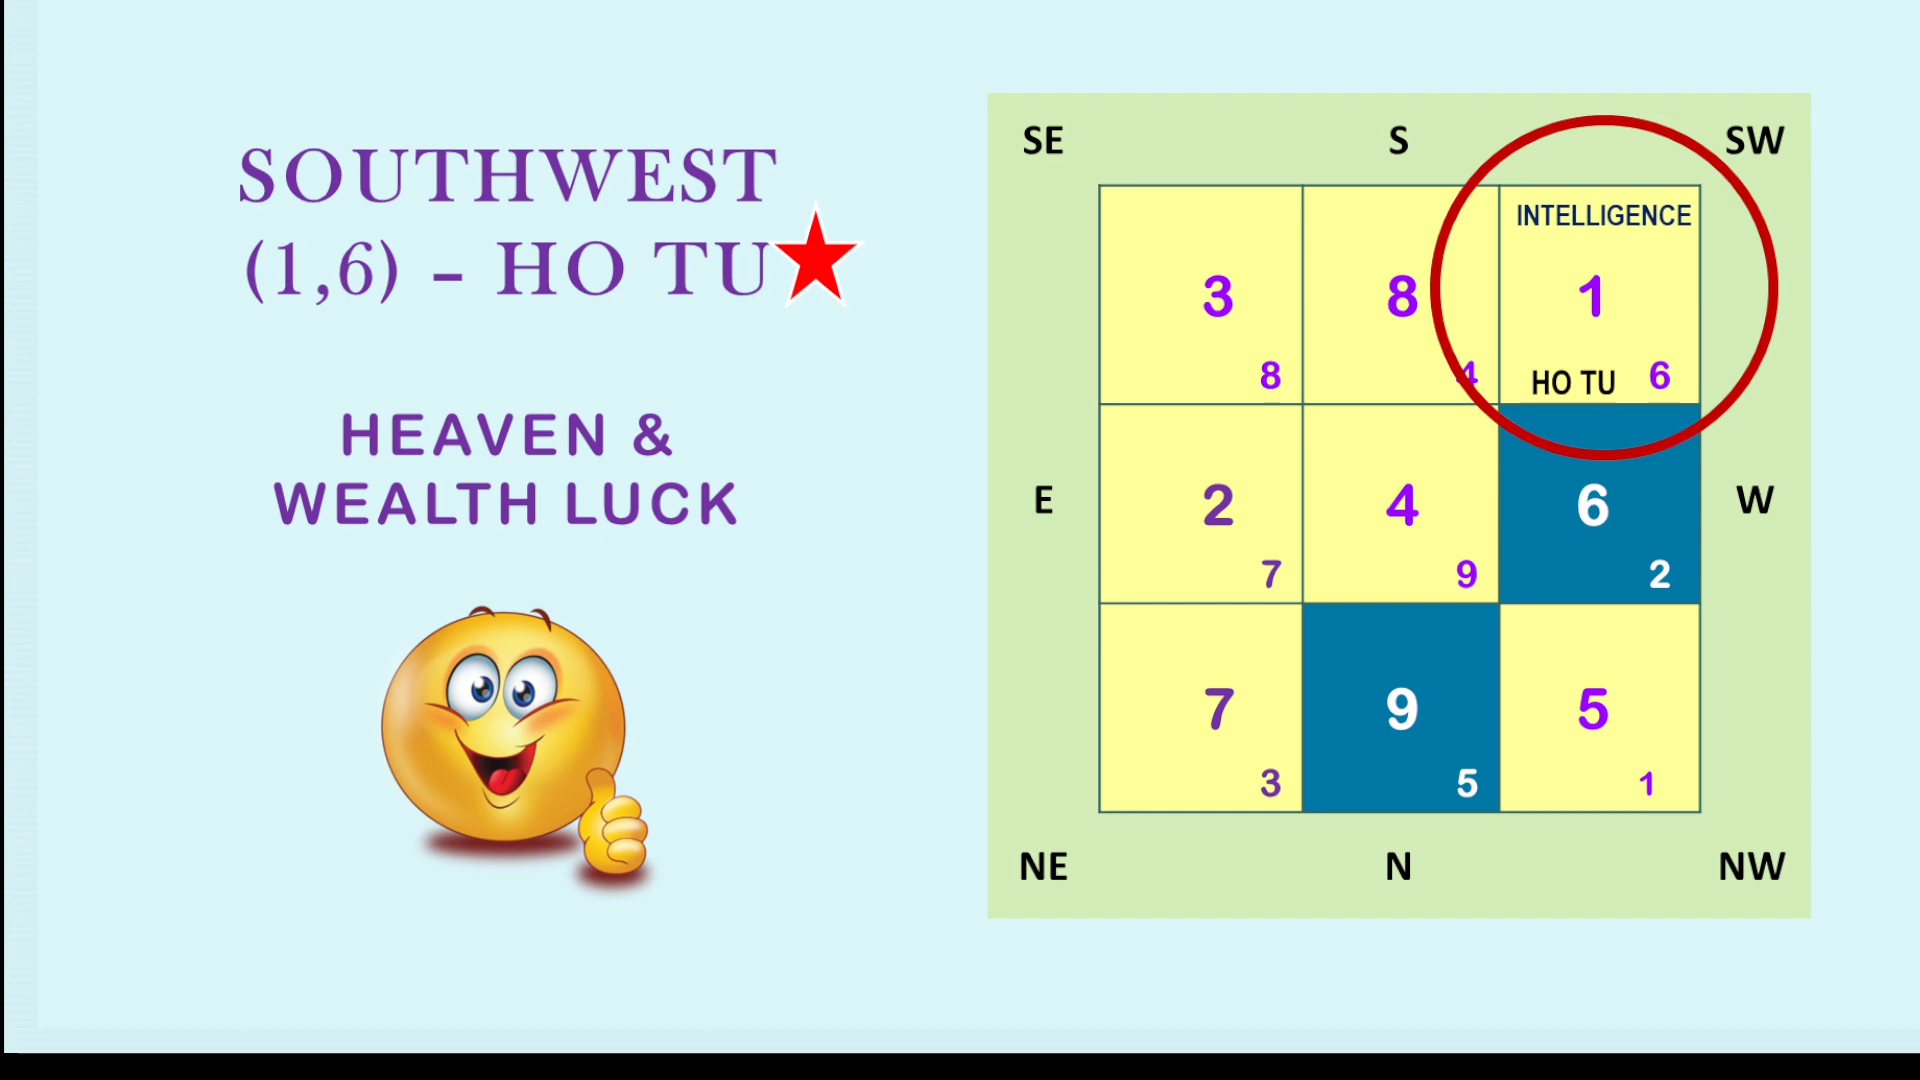 SOUTHWEST
(1,6) – HO TU
HEAVEN &
WEALTH LUCK
SE S SW
INTELLIGENCE
3 8 1
8 4 HO TU 6
E 2 4 6 W
7 9 2
7 9 5
3 5 1
NE N NW